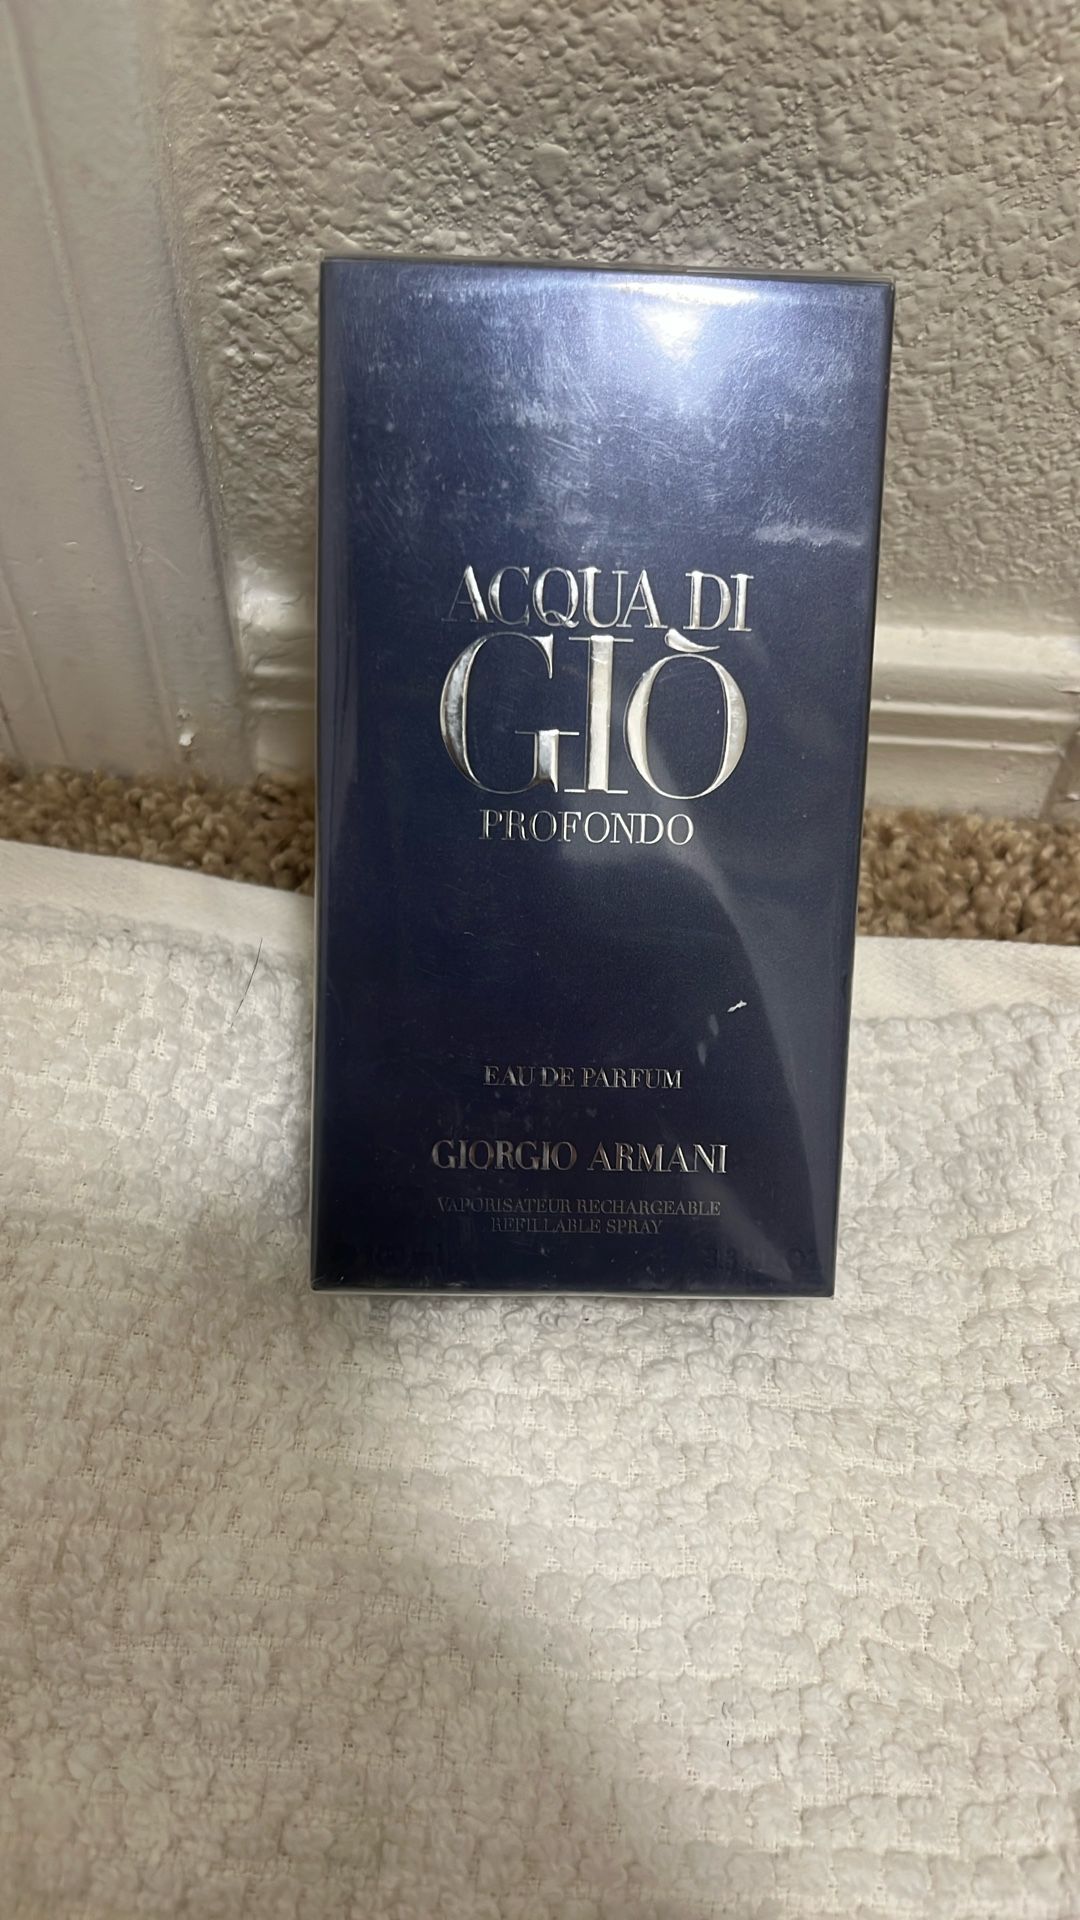 ACQUA DI
GIÒ
PROFONDO
EAU DE PARFUM
GIORGIO ARMANI
VAPORISATEUR RECHARGEABLE
REFILLABLE SPRAY